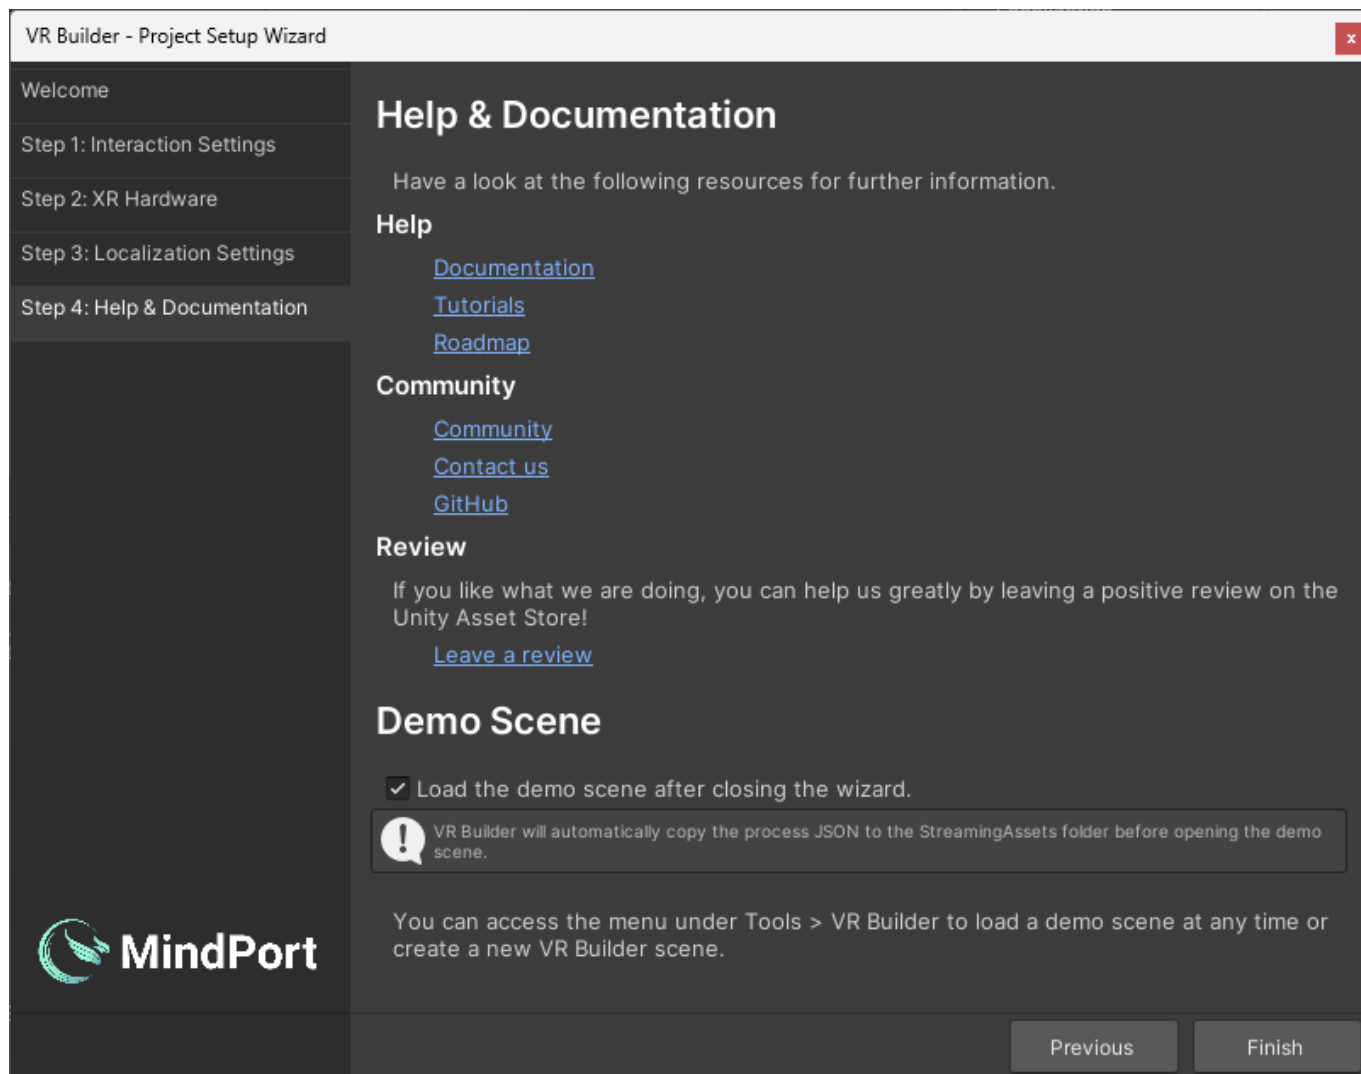 VR Builder - Project Setup Wizard
x
Welcome
Step 1: Interaction Settings
Step 2: XR Hardware
Step 3: Localization Settings
Step 4: Help & Documentation
MindPort
Help & Documentation
Have a look at the following resources for further information.
Help
Documentation
Tutorials
Roadmap
Community
Community
Contact us
GitHub
Review
If you like what we are doing, you can help us greatly by leaving a positive review on the
Unity Asset Store!
Leave a review
Demo Scene
Load the demo scene after closing the wizard.
VR Builder will automatically copy the process JSON to the StreamingAssets folder before opening the demo
scene.
You can access the menu under Tools > VR Builder to load a demo scene at any time or
create a new VR Builder scene.
Previous
Finish